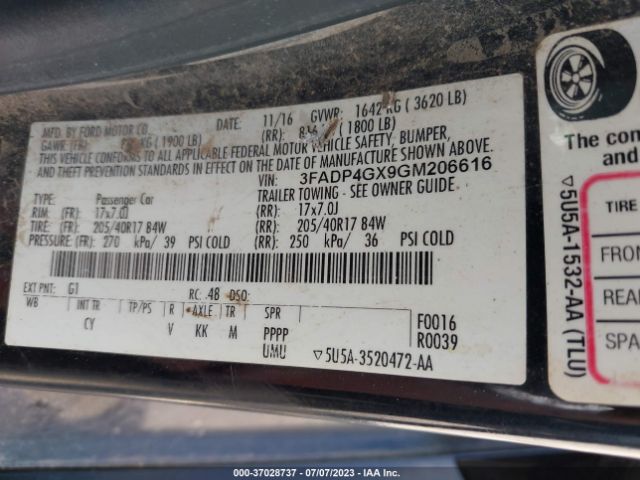 MFD. BY FORD MOTOR CO. DATE: 11/16 GVWR: 1642 KG ( 3620 LB)
GAWR: (FR): KG ( 1900 LB) (RR): ( 1800 LB)
THIS VEHICLE CONFORMS TO ALL APPLICABLE FEDERAL MOTOR VEHICLE SAFETY, BUMPER,
AND THEFT PREVENTION STANDARDS IN EFFECT ON THE DATE OF MANUFACTURE SHOWN ABOVE.
VIN: 3FADP4GX9GM206616
TYPE: Passenger Car TRAILER TOWING - SEE OWNER GUIDE.
RIM: (FR): 17x7.0J (RR): 17x7.0J
TIRE: (FR): 205/40R17 84W (RR): 205/40R17 84W
PRESSURE: (FR): 270 kPa/ 39 PSI COLD (RR): 250 kPa/ 36 PSI COLD
EXT PNT: G1 RC: 48 DSO:
WB INT TR TP/PS R AXLE TR SPR F0016
CY V KK M PPPP R0039
UMU ▽5U5A-3520472-AA
The con
and
▽5U5A-1532-AA (TLU)
TIRE
FRON
REAR
SPA
000-37028737 - 07/07/2023 - IAA Inc.